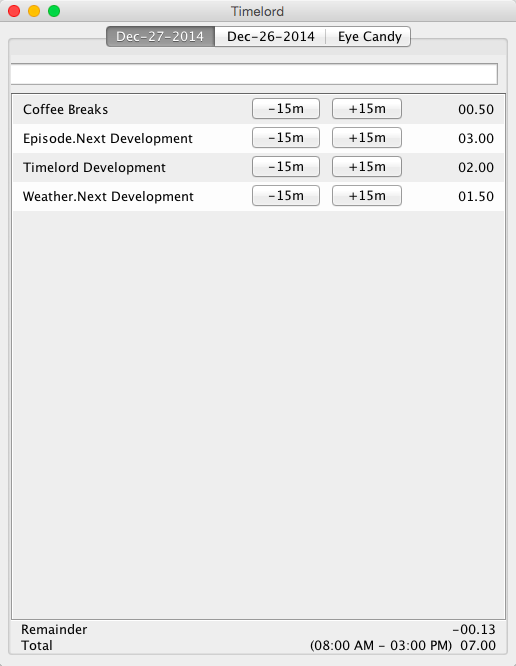 Timelord
Dec-27-2014 Dec-26-2014 Eye Candy
Coffee Breaks -15m +15m 00.50
Episode.Next Development -15m +15m 03.00
Timelord Development -15m +15m 02.00
Weather.Next Development -15m +15m 01.50
Remainder -00.13
Total (08:00 AM - 03:00 PM) 07.00